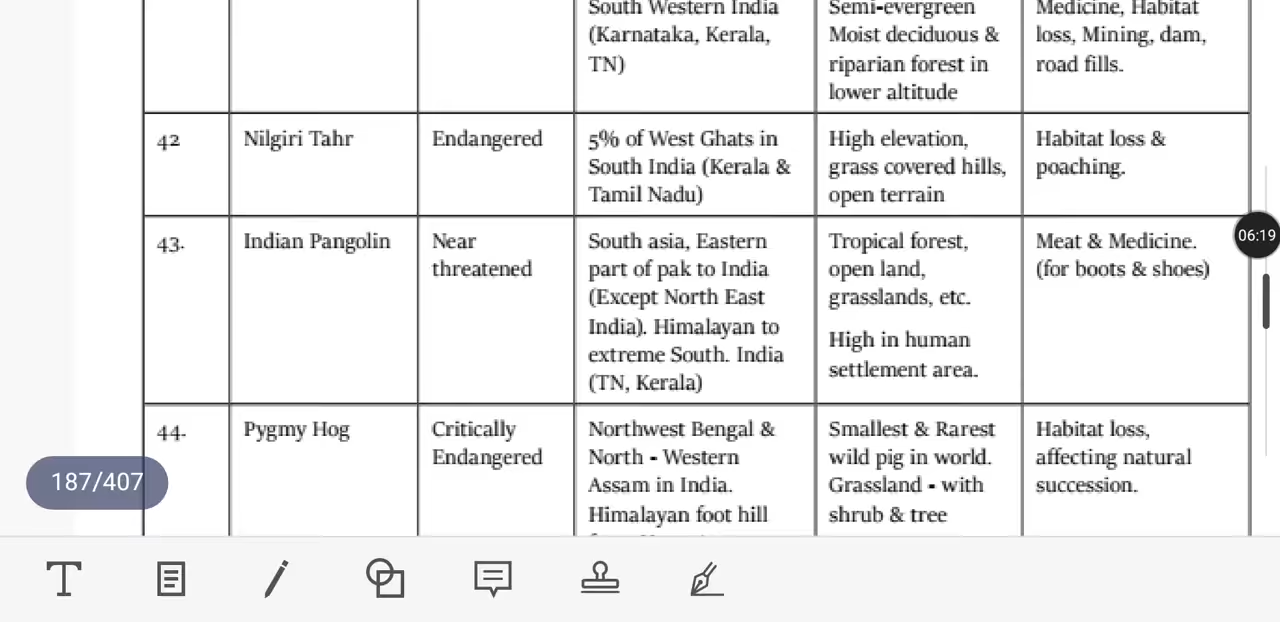 South Western India
(Karnataka, Kerala,
TN)
Semi-evergreen
Moist deciduous &
riparian forest in
lower altitude
Medicine, Habitat
loss, Mining, dam,
road fills.
42
Nilgiri Tahr
Endangered
5% of West Ghats in
South India (Kerala &
Tamil Nadu)
High elevation,
grass covered hills,
open terrain
Habitat loss &
poaching.
43.
Indian Pangolin
Near
threatened
South asia, Eastern
part of pak to India
(Except North East
India). Himalayan to
extreme South. India
(TN, Kerala)
Tropical forest,
open land,
grasslands, etc.
High in human
settlement area.
Meat & Medicine.
(for boots & shoes)
06:19
44.
Pygmy Hog
Critically
Endangered
Northwest Bengal &
North - Western
Assam in India.
Himalayan foot hill
Smallest & Rarest
wild pig in world.
Grassland - with
shrub & tree
Habitat loss,
affecting natural
succession.
187/407
T